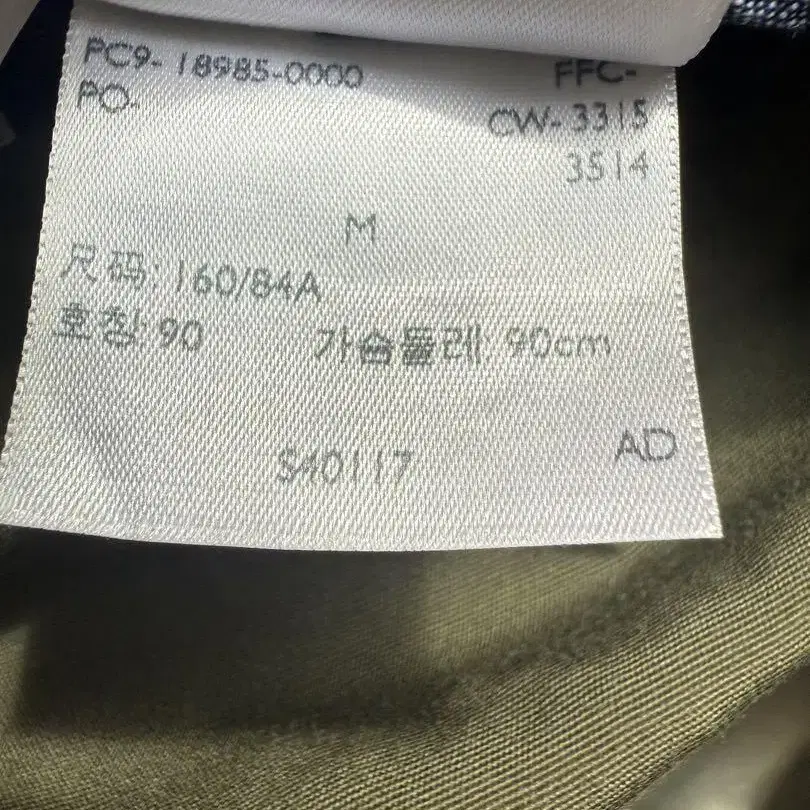 PC9- 18985-0000 FFC-
PO- CW- 3315
3514
M
尺码: 160/84A
호칭 90 가슴둘레 90cm
S40117 AD